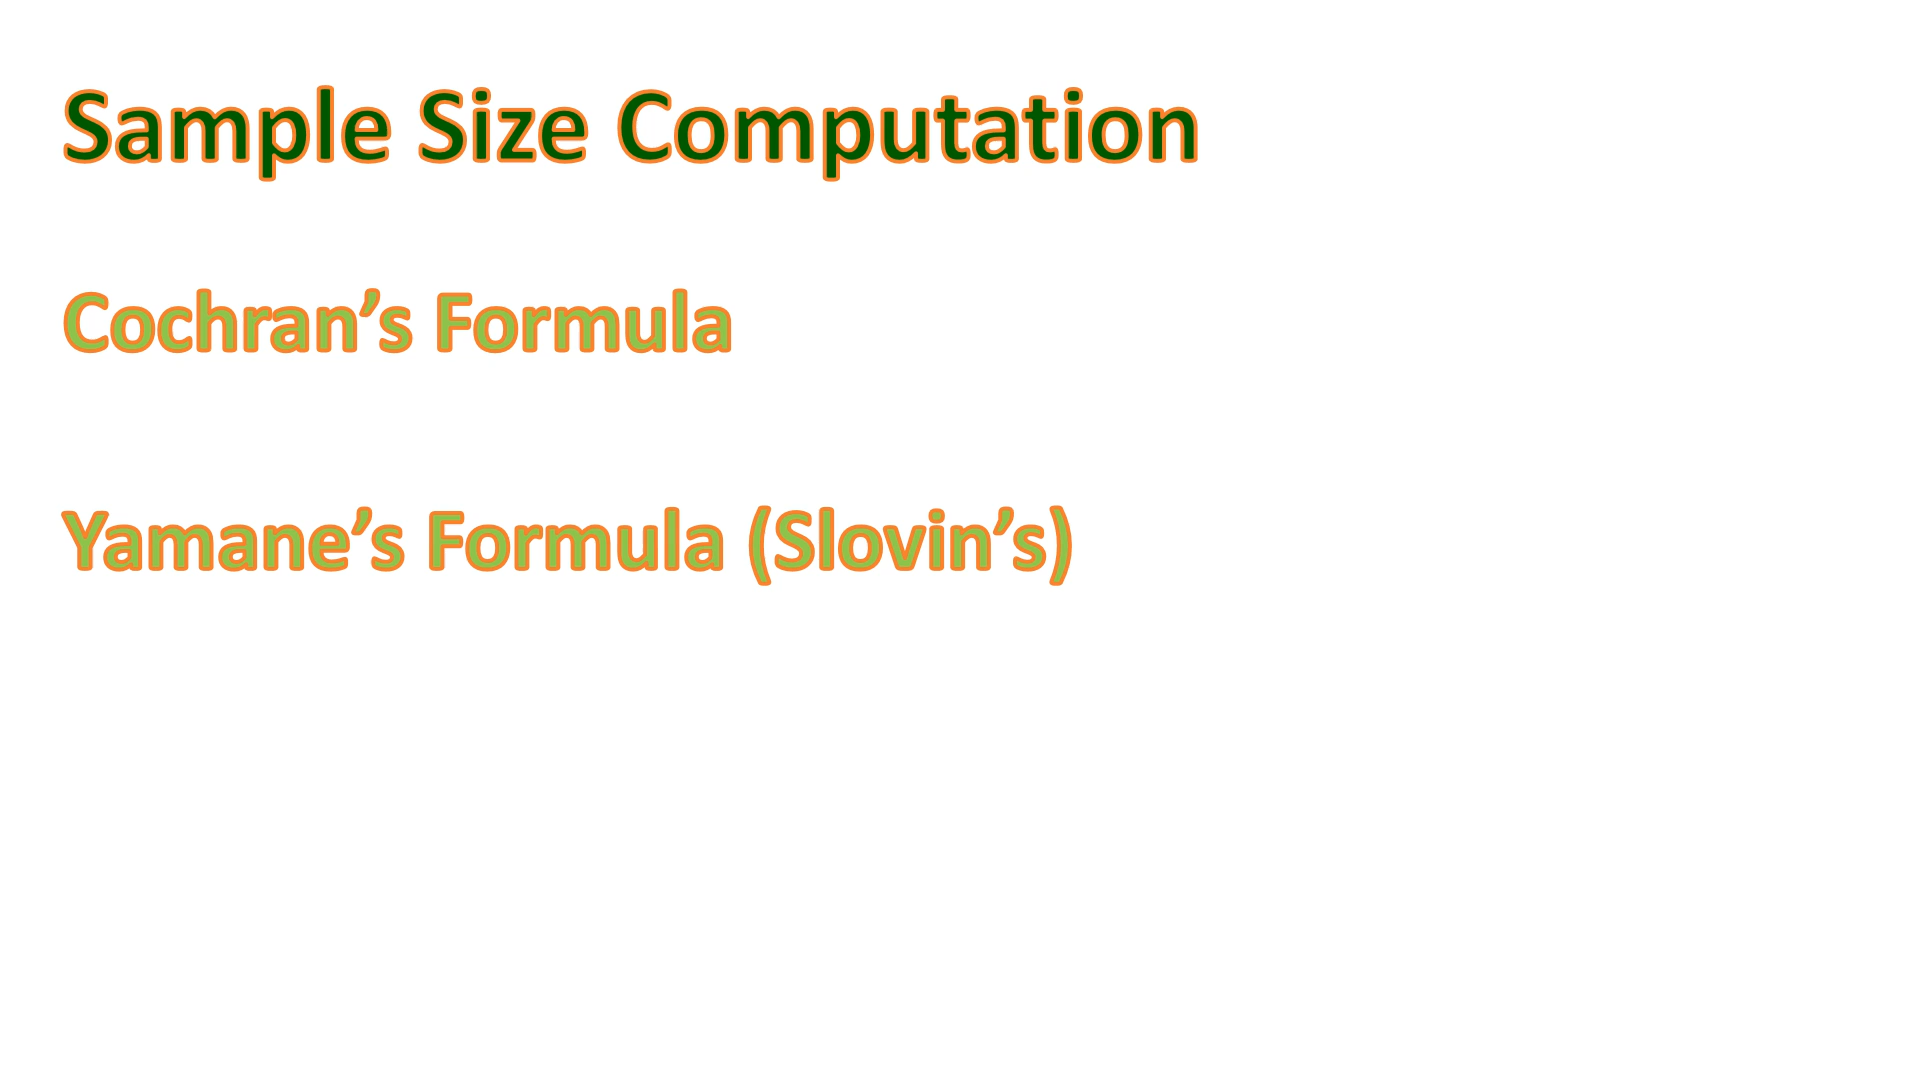 Sample Size Computation
Cochran’s Formula
Yamane’s Formula (Slovin’s)